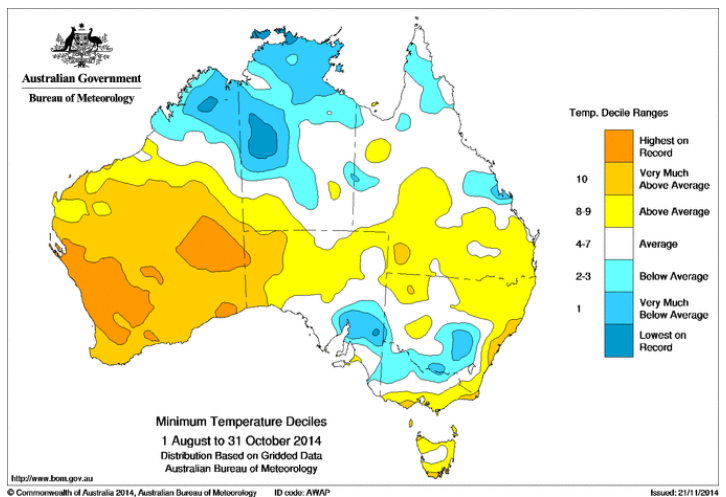 Australian Government
Bureau of Meteorology
Temp. Decile Ranges
Highest on
Record
10
Very Much
Above Average
8-9
Above Average
4-7
Average
2-3
Below Average
1
Very Much
Below Average
Lowest on
Record
Minimum Temperature Deciles
1 August to 31 October 2014
Distribution Based on Gridded Data
Australian Bureau of Meteorology
http://www.bom.gov.au
© Commonwealth of Australia 2014, Australian Bureau of Meteorology ID code: AWAP Issued: 21/11/2014